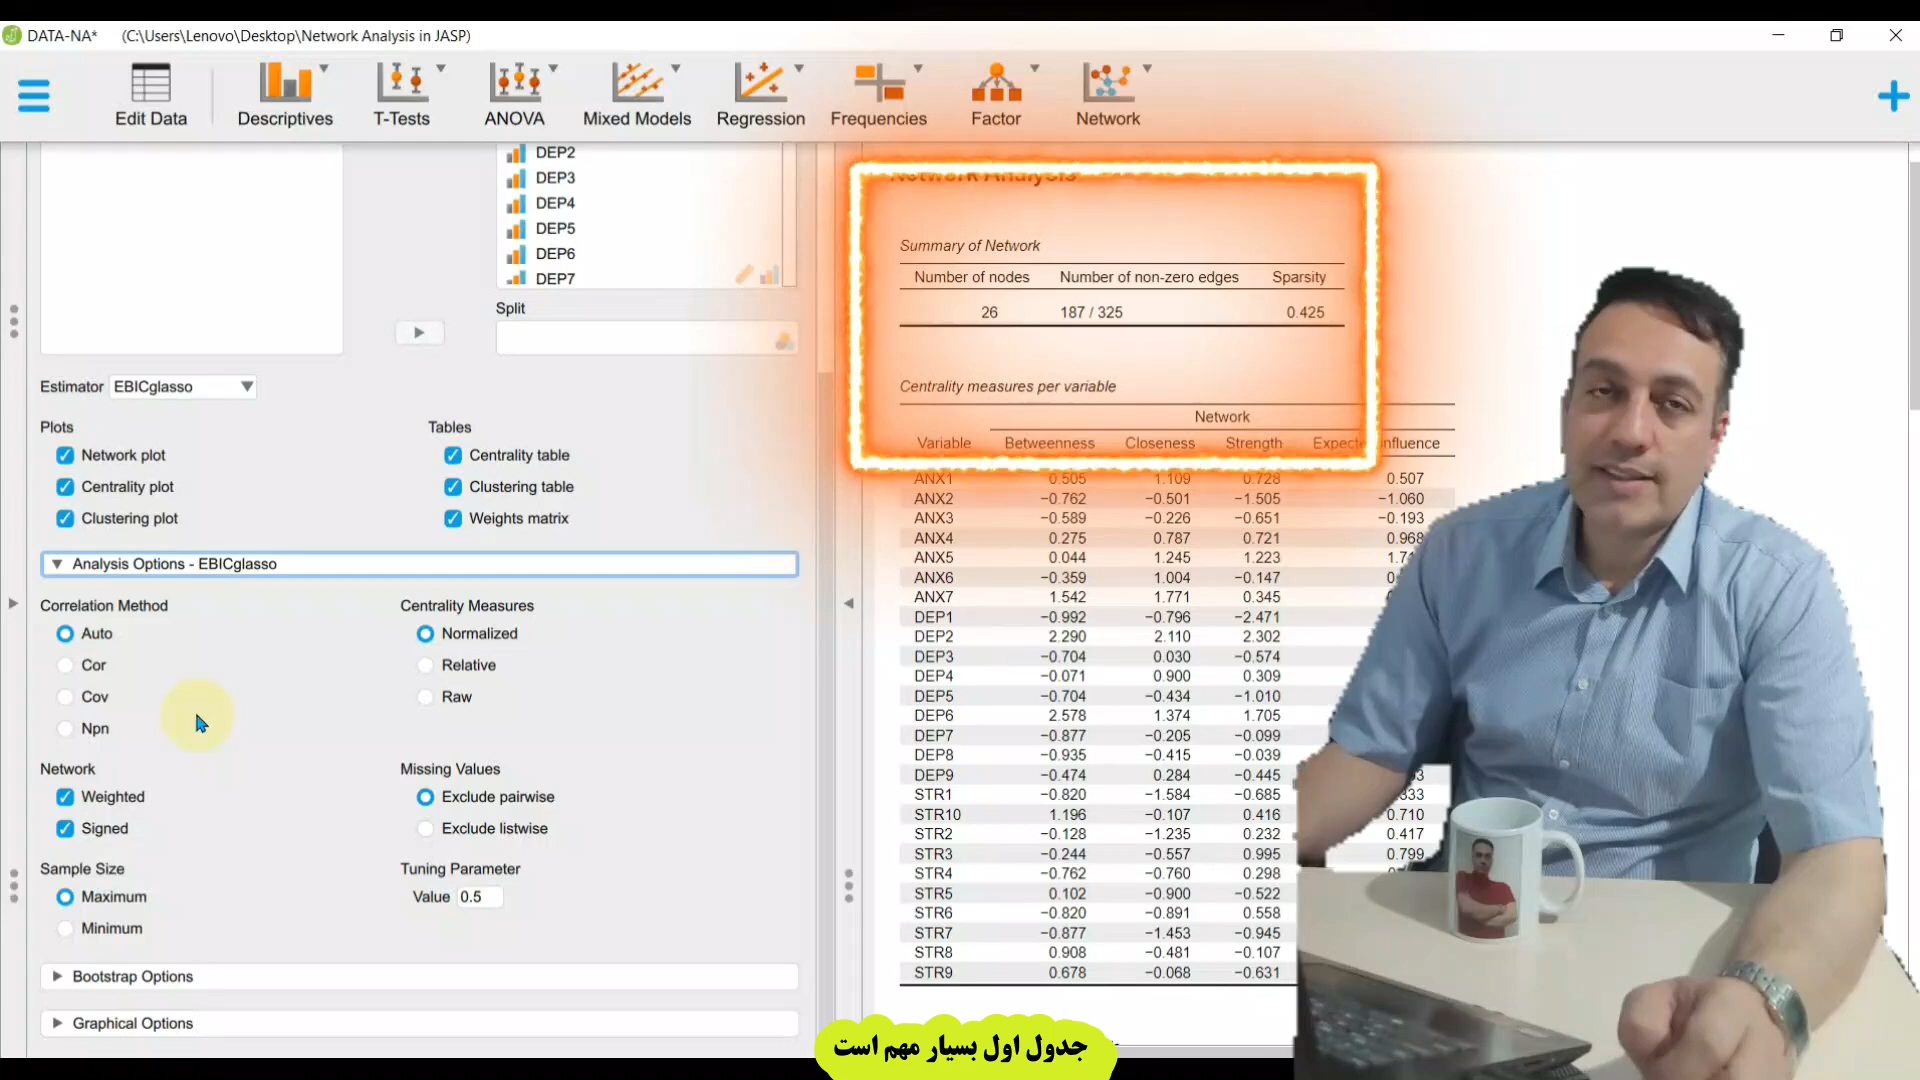 DATA-NA* (C:\Users\Lenovo\Desktop\Network Analysis in JASP)
Edit Data
Descriptives
T-Tests
ANOVA
Mixed Models
Regression
Frequencies
Factor
Network
DEP2
DEP3
DEP4
DEP5
DEP6
DEP7
Split
Estimator EBICglasso
Plots
Network plot
Centrality plot
Clustering plot
Tables
Centrality table
Clustering table
Weights matrix
Analysis Options - EBICglasso
Correlation Method
Auto
Cor
Cov
Npn
Centrality Measures
Normalized
Relative
Raw
Network
Weighted
Signed
Missing Values
Exclude pairwise
Exclude listwise
Sample Size
Maximum
Minimum
Tuning Parameter
Value 0.5
Bootstrap Options
Graphical Options
Network Analysis
Summary of Network
Number of nodes Number of non-zero edges Sparsity
26 187 / 325 0.425
Centrality measures per variable
Network
Variable Betweenness Closeness Strength Expected influence
ANX1 0.505 1.109 0.728 0.507
ANX2 −0.762 −0.501 −1.505 −1.060
ANX3 −0.589 −0.226 −0.651 −0.193
ANX4 0.275 0.787 0.721 0.968
ANX5 0.044 1.245 1.223
ANX6 −0.359 1.004 −0.147
ANX7 1.542 1.771 0.345
DEP1 −0.992 −0.796 −2.471
DEP2 2.290 2.110 2.302
DEP3 −0.704 0.030 −0.574
DEP4 −0.071 0.900 0.309
DEP5 −0.704 −0.434 −1.010
DEP6 2.578 1.374 1.705
DEP7 −0.877 −0.205 −0.099
DEP8 −0.935 −0.415 −0.039
DEP9 −0.474 0.284 −0.445
STR1 −0.820 −1.584 −0.685
STR10 1.196 −0.107 0.416 0.710
STR2 −0.128 −1.235 0.232 0.417
STR3 −0.244 −0.557 0.995 0.799
STR4 −0.762 −0.760 0.298
STR5 0.102 −0.900 −0.522
STR6 −0.820 −0.891 0.558
STR7 −0.877 −1.453 −0.945
STR8 0.908 −0.481 −0.107
STR9 0.678 −0.068 −0.631
جدول اول بسیار مهم است